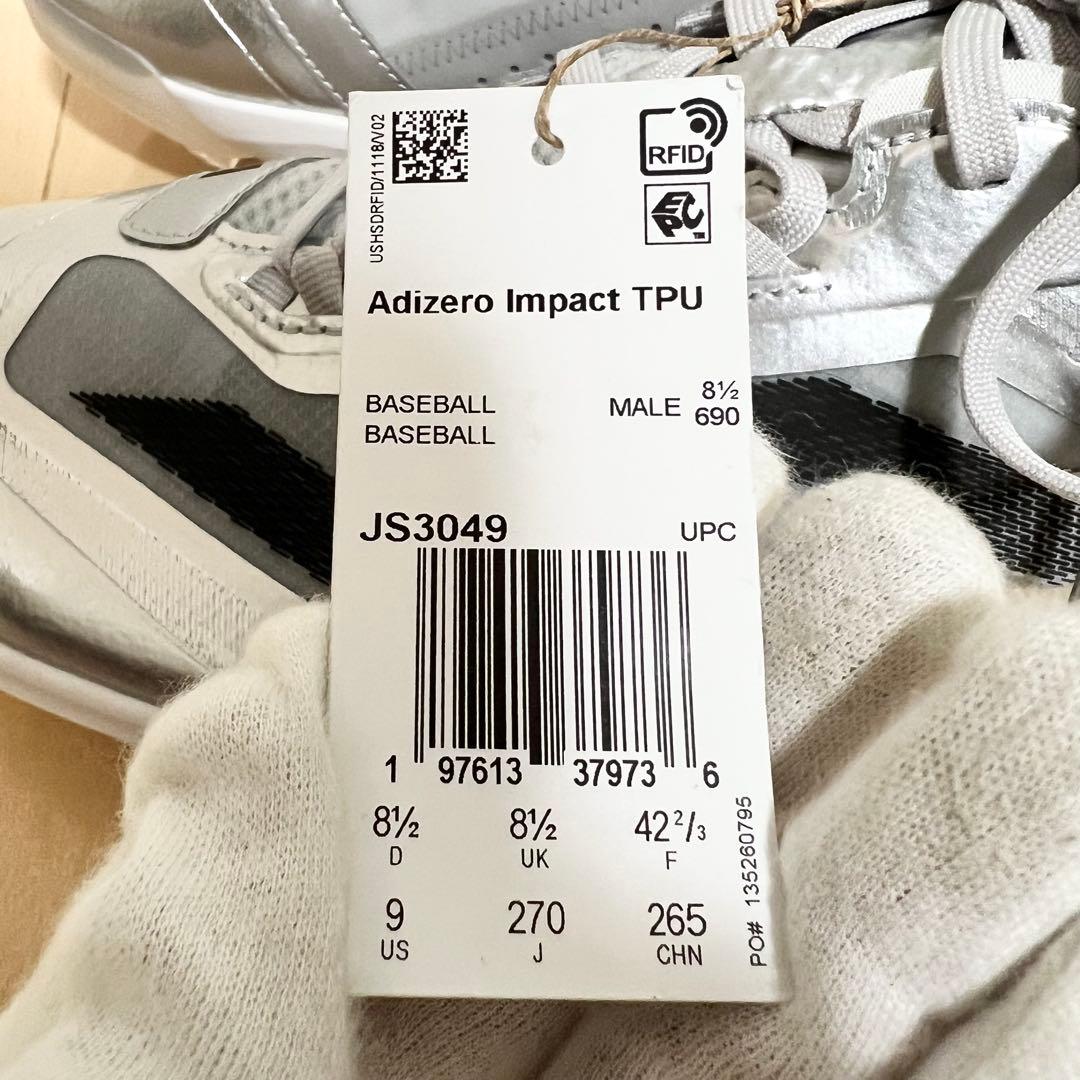 USHSDRFID/1118/V02
RFID
EPC™
Adizero Impact TPU
BASEBALL MALE 8½
BASEBALL 690
JS3049 UPC
1 97613 37973 6
8½ 8½ 42²/₃
D UK F
9 270 265
US J CHN
PO# 135260795